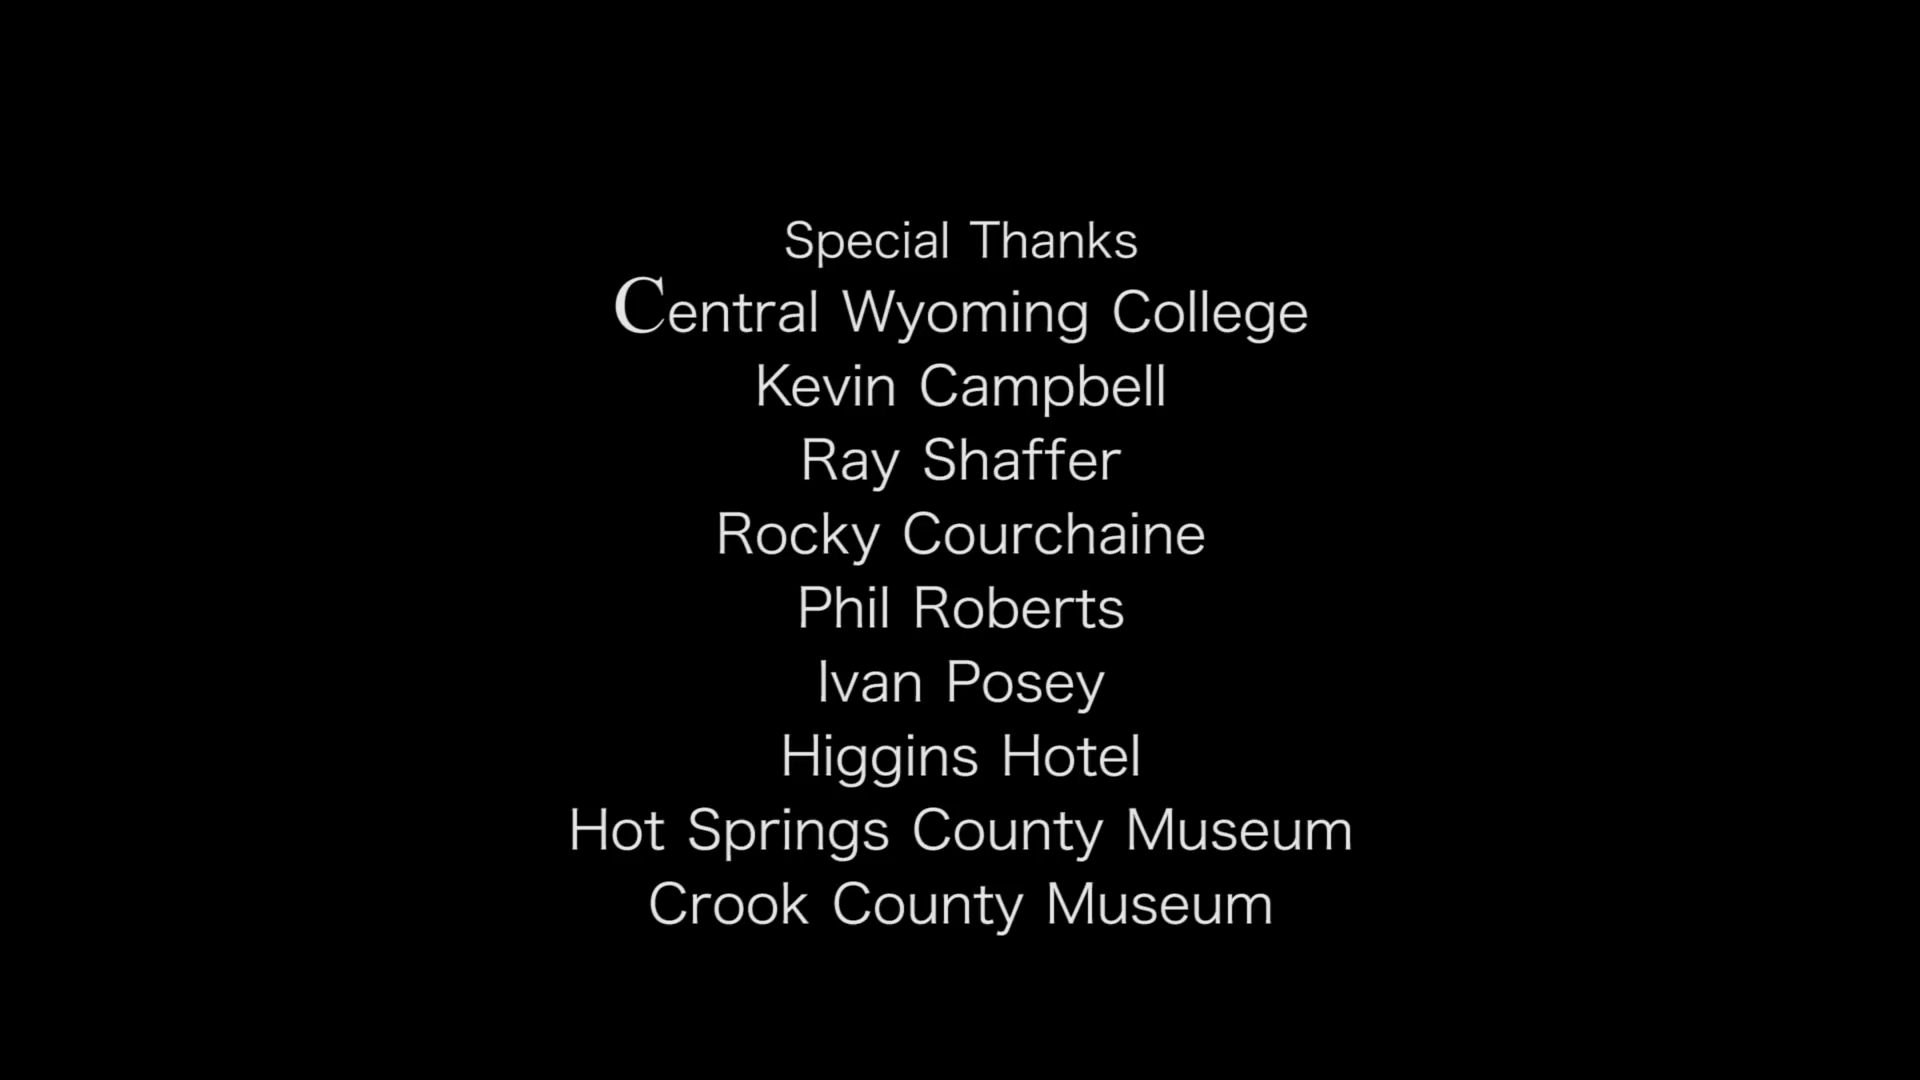 Special Thanks
Central Wyoming College
Kevin Campbell
Ray Shaffer
Rocky Courchaine
Phil Roberts
Ivan Posey
Higgins Hotel
Hot Springs County Museum
Crook County Museum